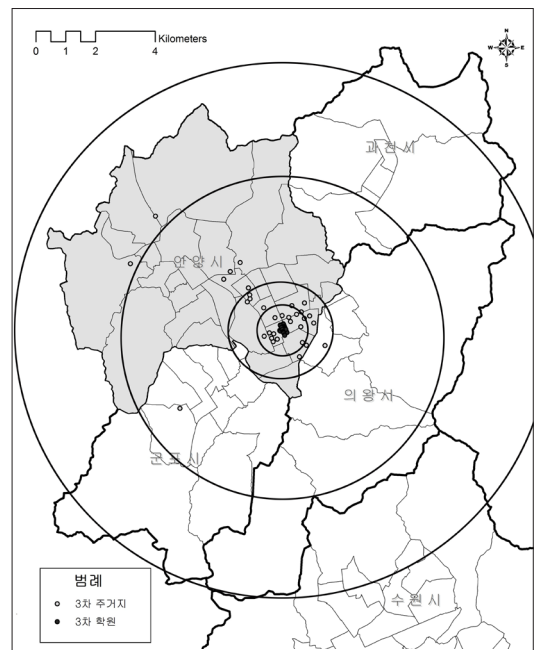 0 1 2 4 Kilometers
N
W E
S
과 천 시
안 양 시
의 왕 시
군 포 시
수 원 시
범례
3차 주거지
3차 학원